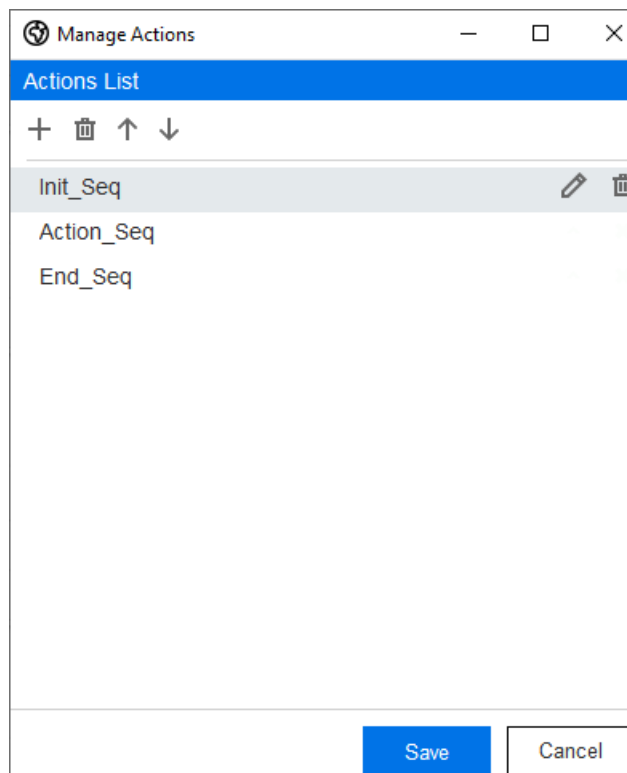 Manage Actions
Actions List
Init_Seq
Action_Seq
End_Seq
Save
Cancel